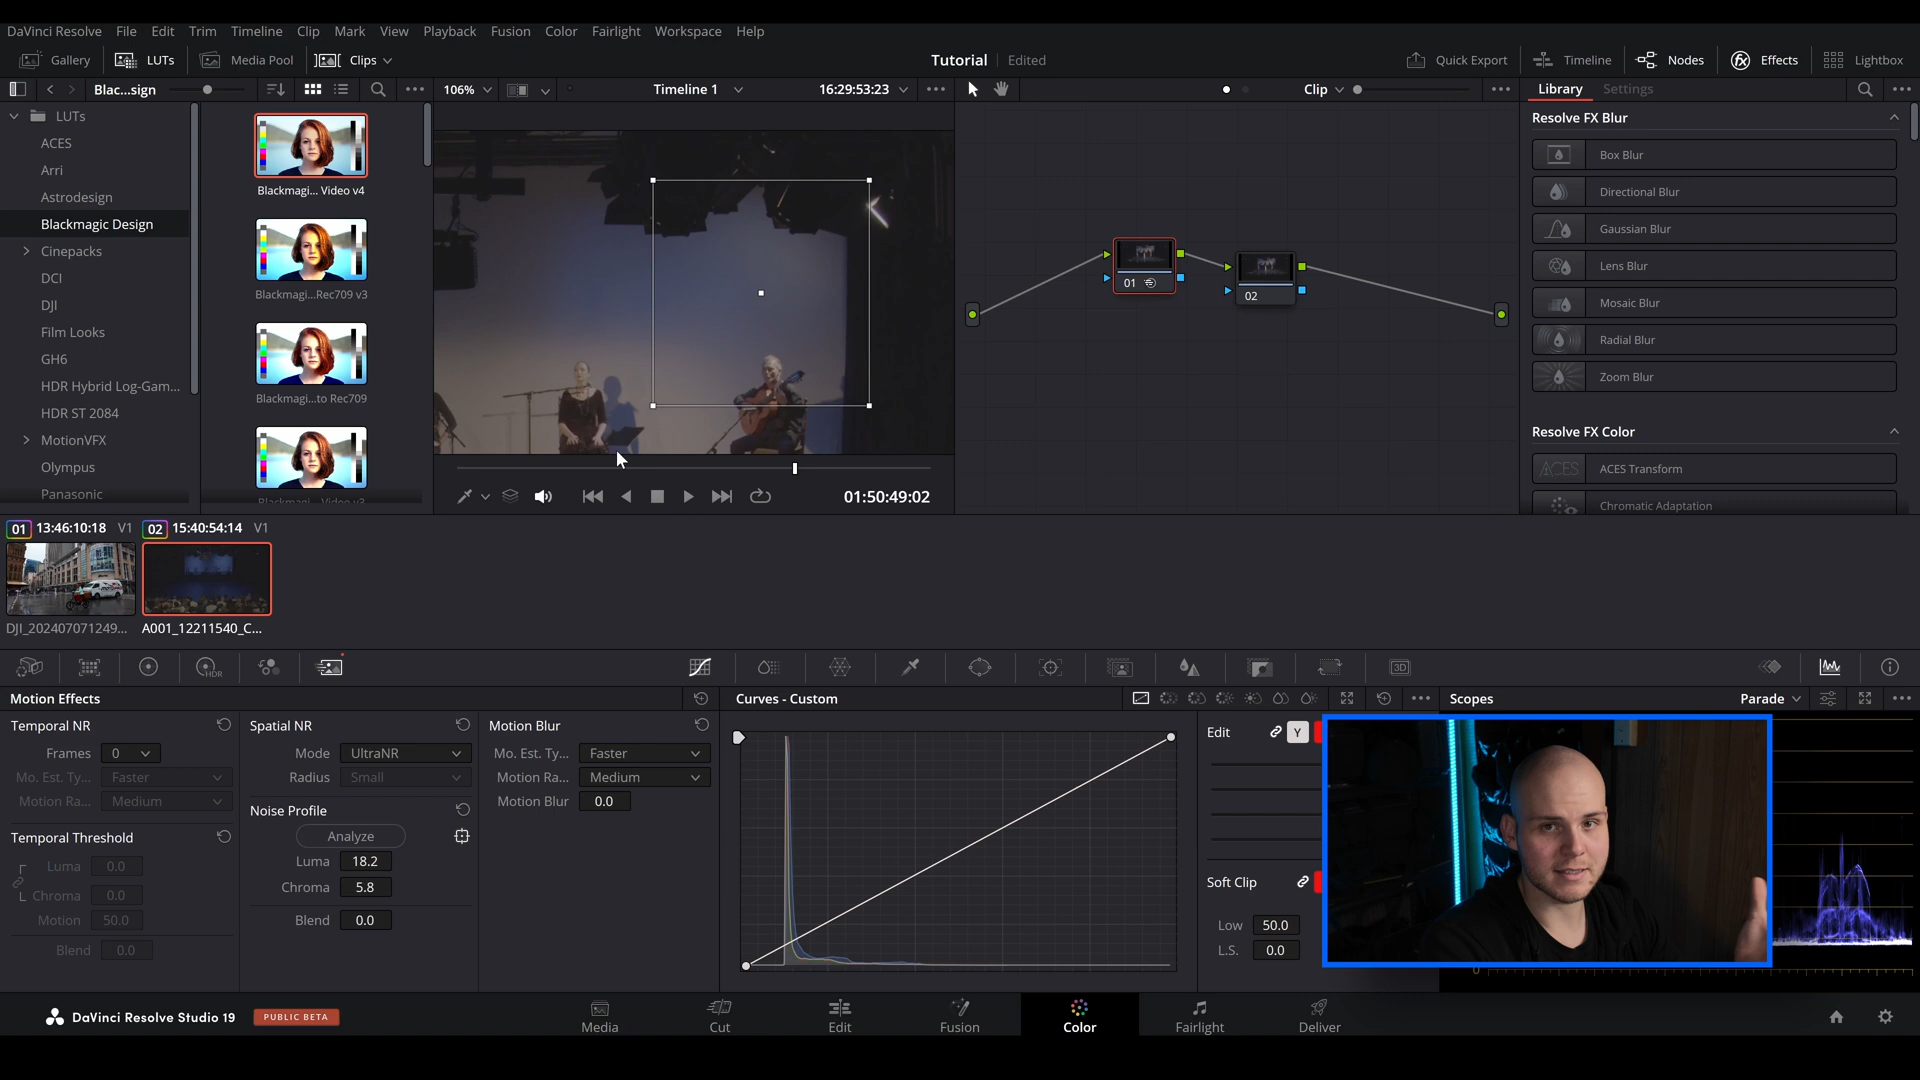 DaVinci Resolve File Edit Trim Timeline Clip Mark View Playback Fusion Color Fairlight Workspace Help
Gallery LUTs Media Pool Clips Tutorial Edited Quick Export Timeline Nodes Effects Lightbox
Blac...sign 106% Timeline 1 16:29:53:23 Clip Library Settings
LUTs
ACES
Arri
Astrodesign
Blackmagic Design
Cinepacks
DCI
DJI
Film Looks
GH6
HDR Hybrid Log-Gam...
HDR ST 2084
MotionVFX
Olympus
Panasonic
Blackmagi... Video v4
Blackmagi...Rec709 v3
Blackmagi...to Rec709
Blackmagi... Video v3
01:50:49:02
01
02
Resolve FX Blur
Box Blur
Directional Blur
Gaussian Blur
Lens Blur
Mosaic Blur
Radial Blur
Zoom Blur
Resolve FX Color
ACES ACES Transform
Chromatic Adaptation
01 13:46:10:18 V1 02 15:40:54:14 V1
DJI_202407071249... A001_12211540_C...
HDR 3D
Motion Effects Curves - Custom Scopes Parade
Temporal NR
Frames 0
Mo. Est. Ty... Faster
Motion Ra... Medium
Temporal Threshold
Luma 0.0
Chroma 0.0
Motion 50.0
Blend 0.0
Spatial NR
Mode UltraNR
Radius Small
Noise Profile
Analyze
Luma 18.2
Chroma 5.8
Blend 0.0
Motion Blur
Mo. Est. Ty... Faster
Motion Ra... Medium
Motion Blur 0.0
Edit Y
Soft Clip
Low 50.0
L.S. 0.0
0
DaVinci Resolve Studio 19 PUBLIC BETA Media Cut Edit Fusion Color Fairlight Deliver